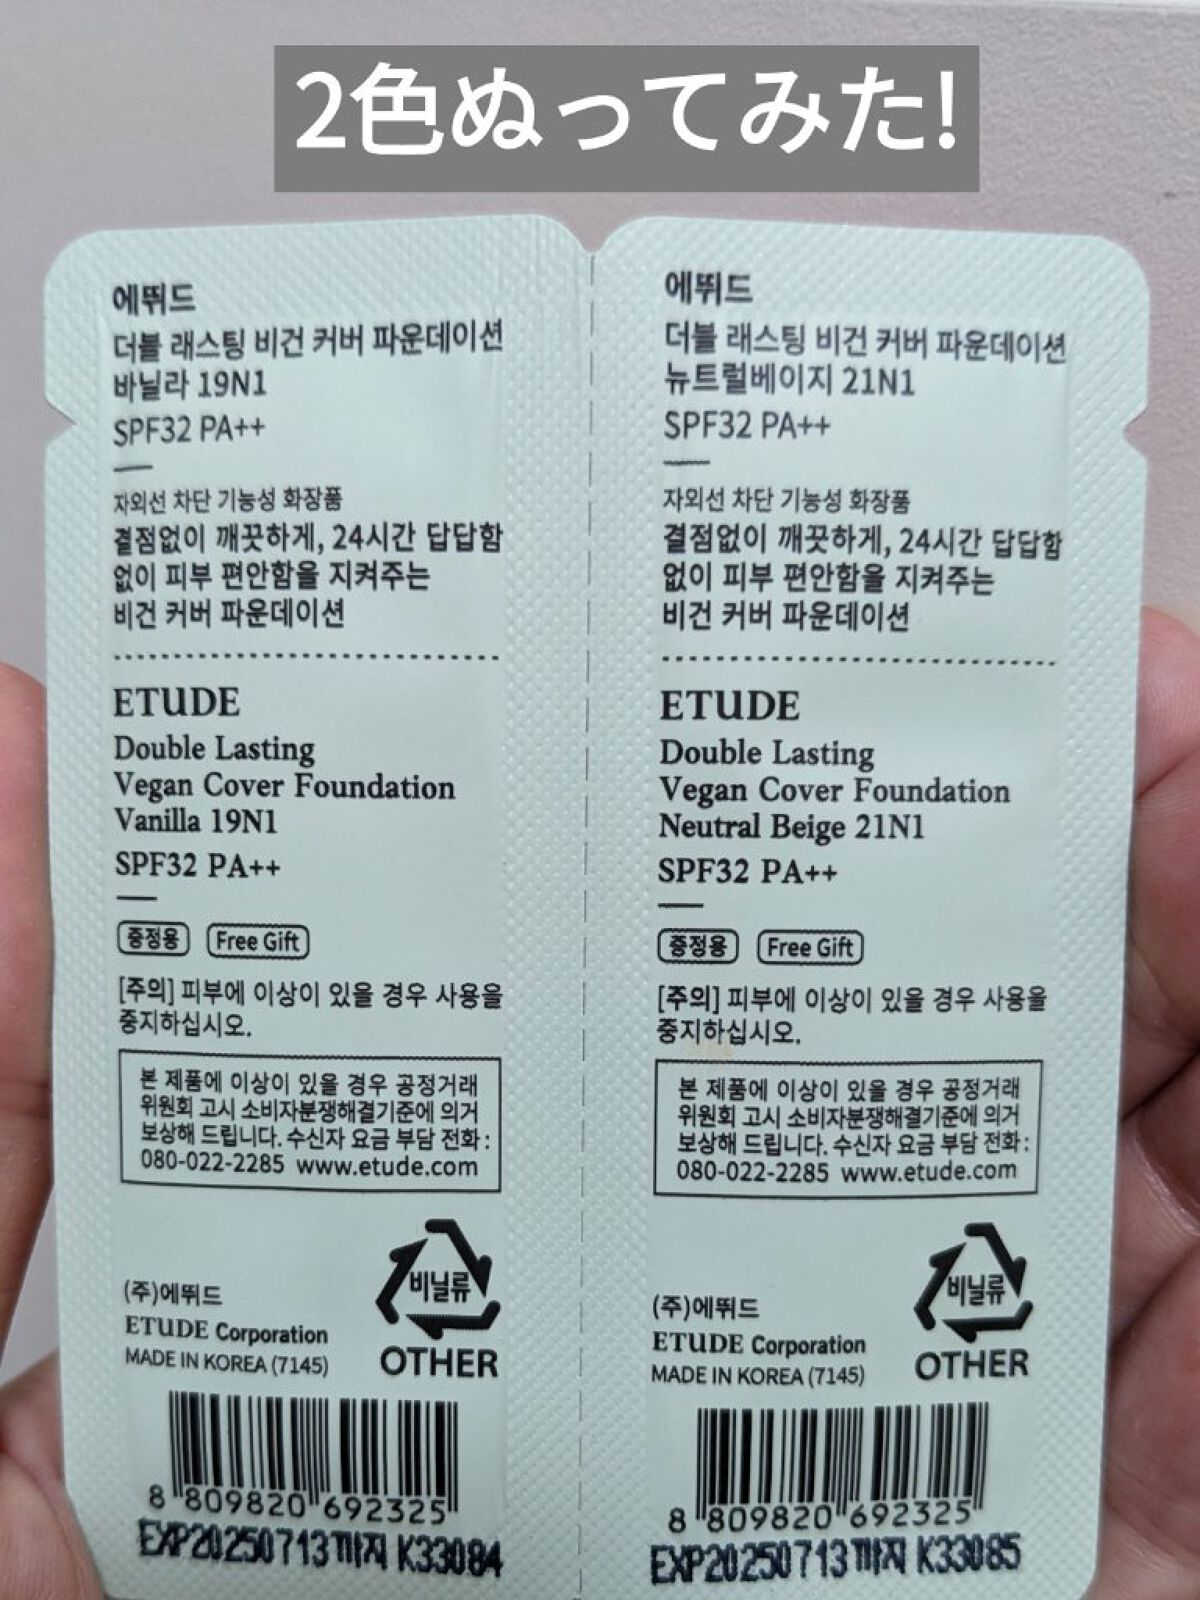 2色ぬってみた!
에뛰드
더블 래스팅 비건 커버 파운데이션
바닐라 19N1
SPF32 PA++
자외선 차단 기능성 화장품
결점없이 깨끗하게, 24시간 답답함
없이 피부 편안함을 지켜주는
비건 커버 파운데이션
ETUDE
Double Lasting
Vegan Cover Foundation
Vanilla 19N1
SPF32 PA++
증정용 Free Gift
[주의] 피부에 이상이 있을 경우 사용을
중지하십시오.
본 제품에 이상이 있을 경우 공정거래
위원회 고시 소비자분쟁해결기준에 의거
보상해 드립니다. 수신자 요금 부담 전화 :
080-022-2285 www.etude.com
비닐류
OTHER
(주)에뛰드
ETUDE Corporation
MADE IN KOREA (7145)
8 809820 692325
EXP20250713까지 K33084
에뛰드
더블 래스팅 비건 커버 파운데이션
뉴트럴베이지 21N1
SPF32 PA++
자외선 차단 기능성 화장품
결점없이 깨끗하게, 24시간 답답함
없이 피부 편안함을 지켜주는
비건 커버 파운데이션
ETUDE
Double Lasting
Vegan Cover Foundation
Neutral Beige 21N1
SPF32 PA++
증정용 Free Gift
[주의] 피부에 이상이 있을 경우 사용을
중지하십시오.
본 제품에 이상이 있을 경우 공정거래
위원회 고시 소비자분쟁해결기준에 의거
보상해 드립니다. 수신자 요금 부담 전화 :
080-022-2285 www.etude.com
비닐류
OTHER
(주)에뛰드
ETUDE Corporation
MADE IN KOREA (7145)
8 809820 692325
EXP20250713까지 K33085